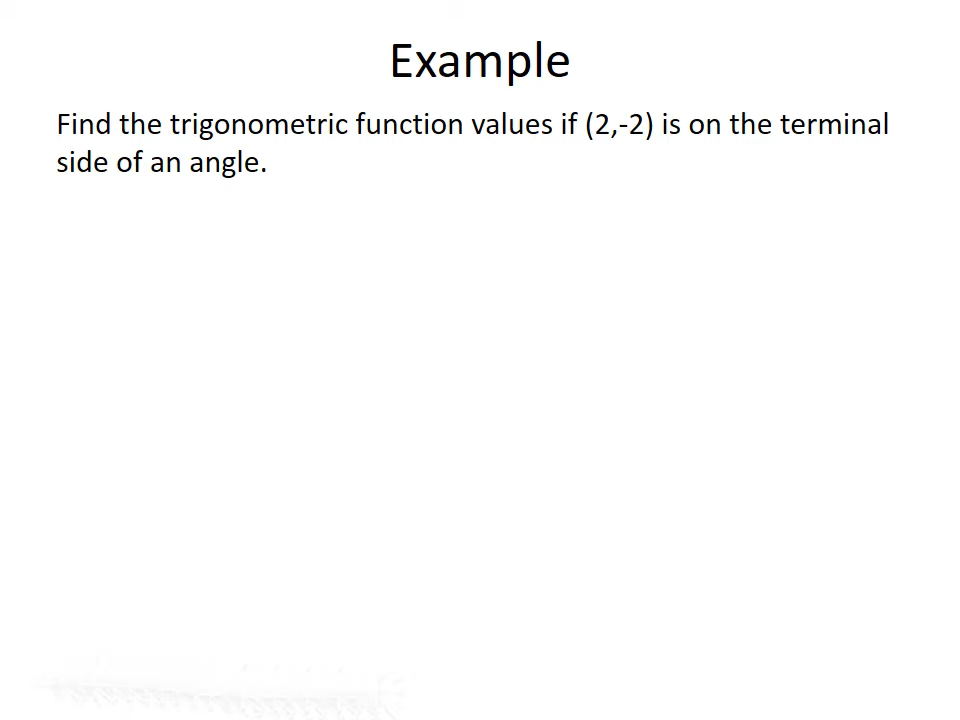 Example
Find the trigonometric function values if (2,-2) is on the terminal
side of an angle.